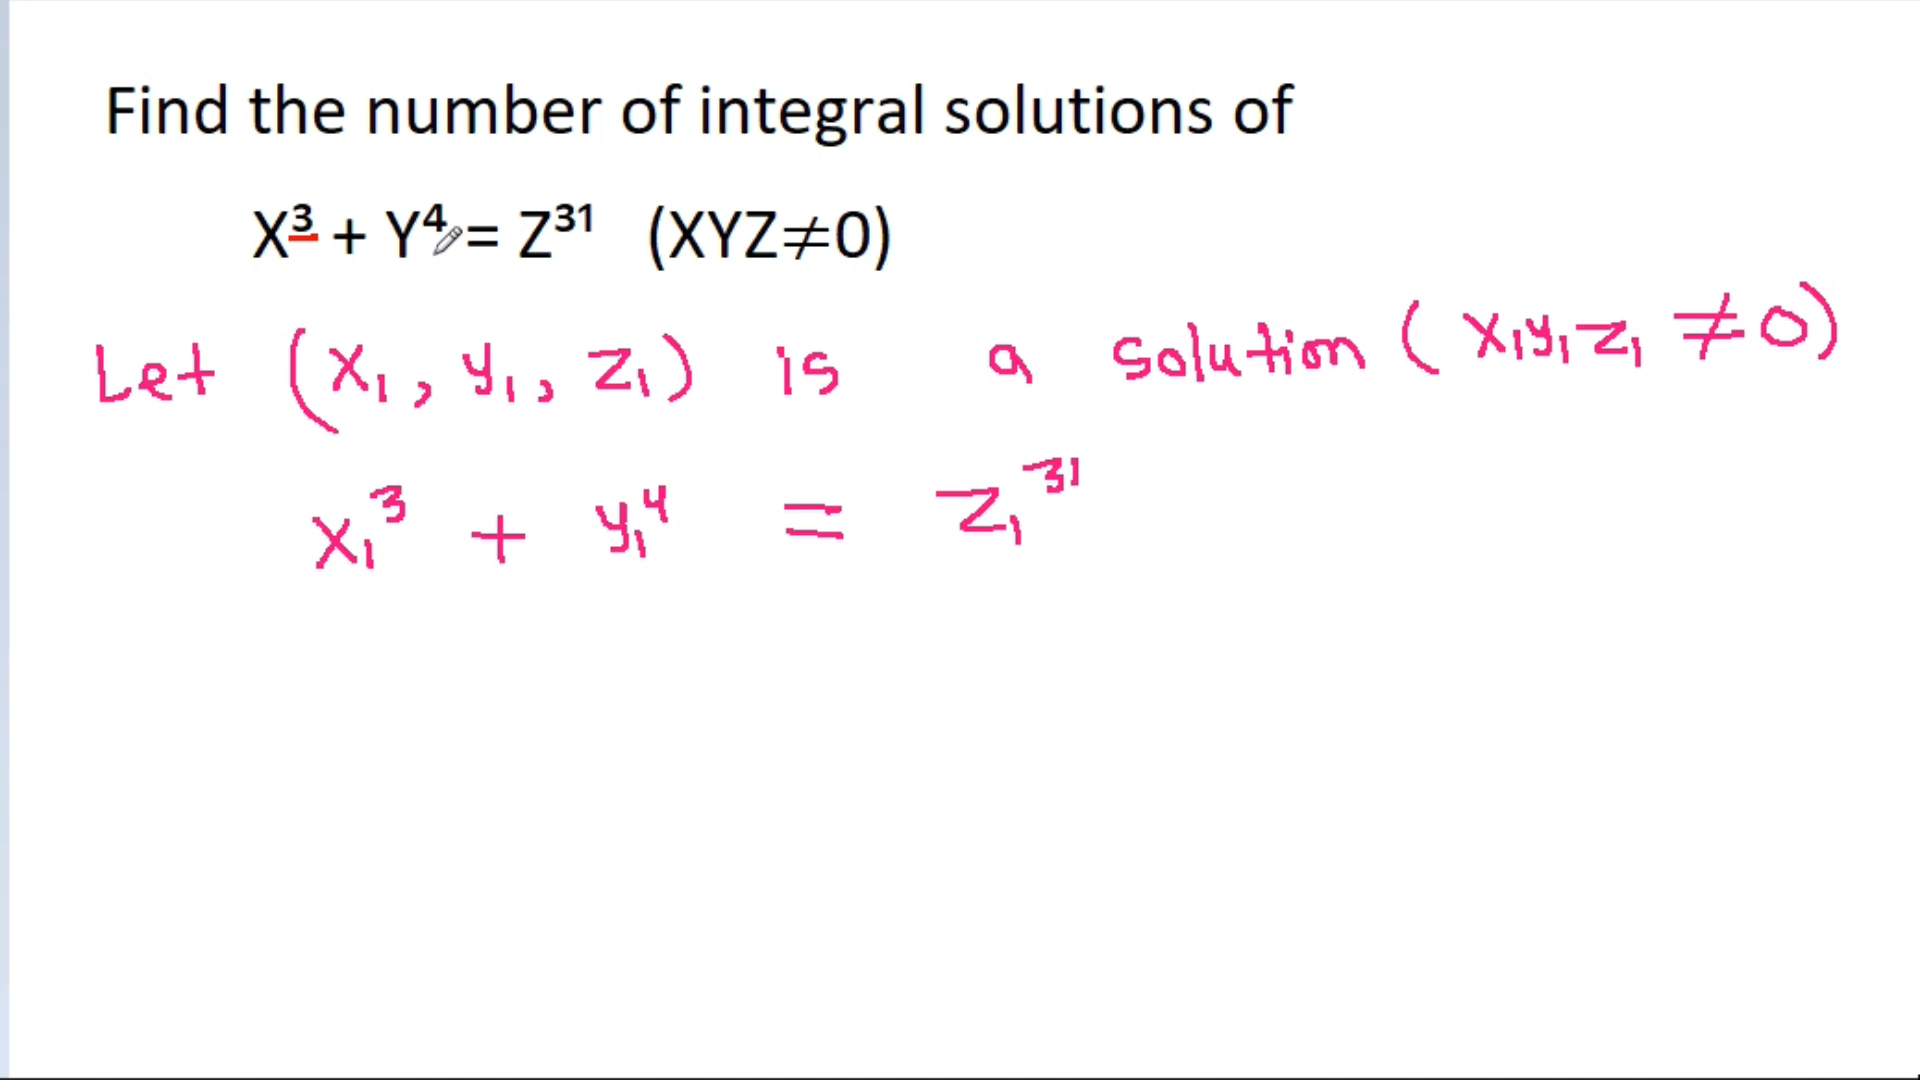 Find the number of integral solutions of
X³ + Y⁴ = Z³¹ (XYZ≠0)
Let (x₁, y₁, z₁) is a solution (x₁y₁z₁ ≠0)
x₁³ + y₁⁴ = z₁³¹